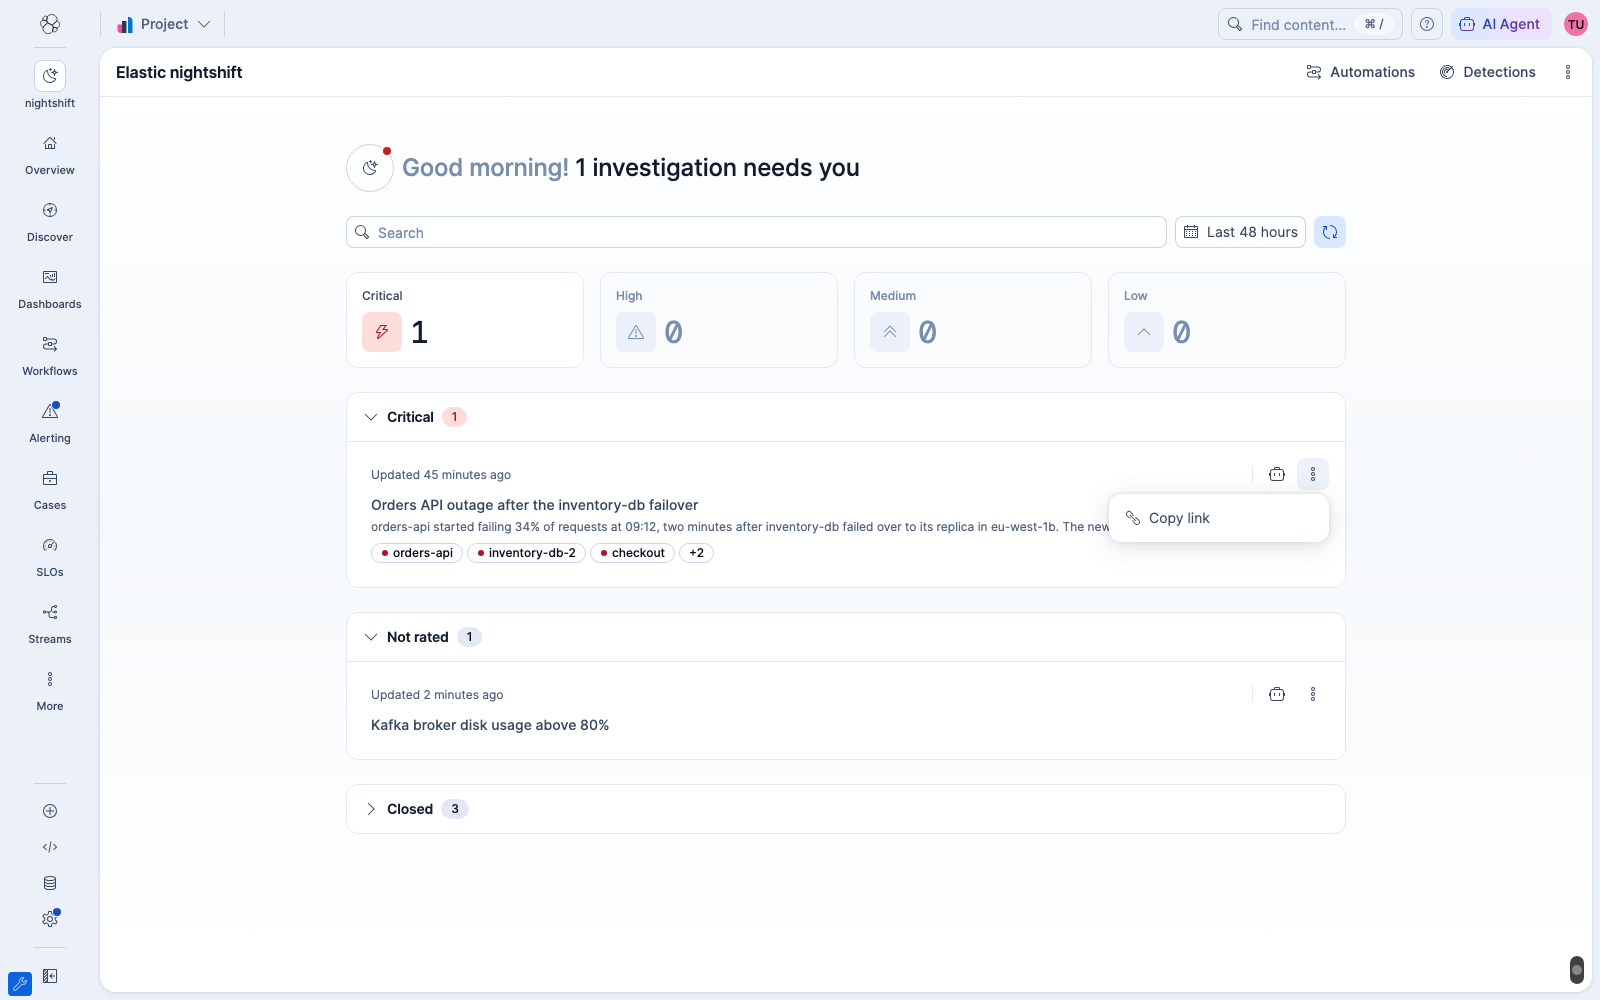 Project
Find content...
⌘ /
AI Agent
TU
nightshift
Overview
Discover
Dashboards
Workflows
Alerting
Cases
SLOs
Streams
More
Elastic nightshift
Automations
Detections
Good morning! 1 investigation needs you
Search
Last 48 hours
Critical
1
High
0
Medium
0
Low
0
Critical 1
Updated 45 minutes ago
Orders API outage after the inventory-db failover
orders-api started failing 34% of requests at 09:12, two minutes after inventory-db failed over to its replica in eu-west-1b. The new
Copy link
orders-api
inventory-db-2
checkout
+2
Not rated 1
Updated 2 minutes ago
Kafka broker disk usage above 80%
Closed 3